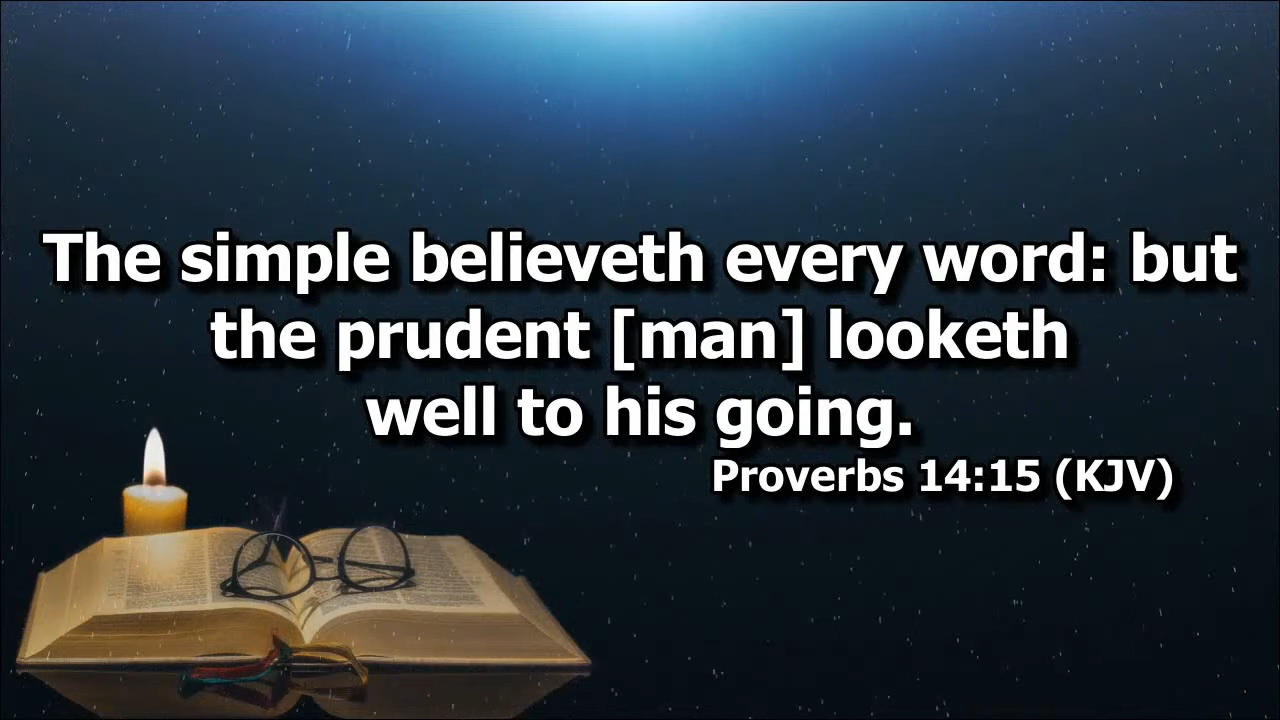 The simple believeth every word: but
the prudent [man] looketh
well to his going.
Proverbs 14:15 (KJV)